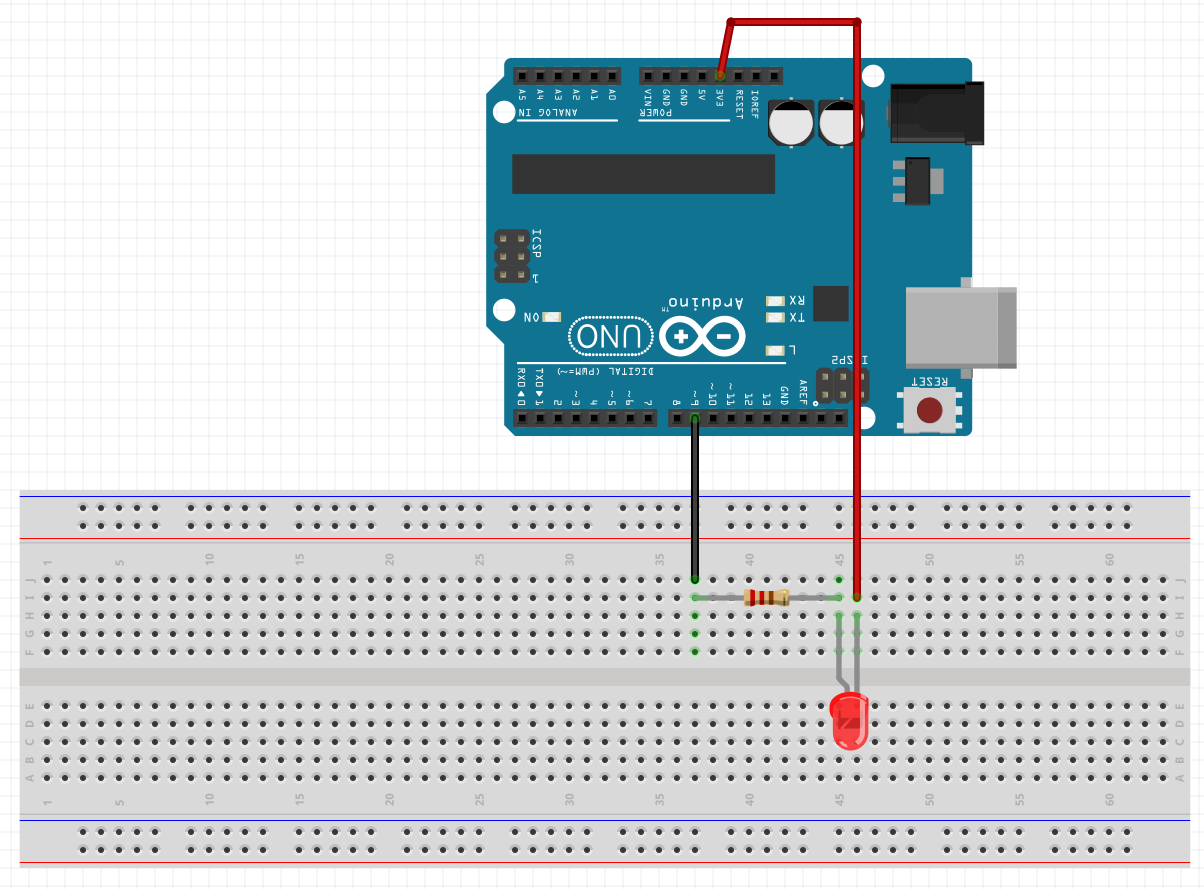 A5 A4 A3 A2 A1 A0
ANALOG IN
VIN GND GND 5V 3V3 RESET IOREF
POWER
ICSP
1
ON
UNO
Arduino
TM
RX
TX
L
ICSP2
RESET
DIGITAL (PWM=~)
RX0◄0 TX0►1 2 ~3 4 ~5 ~6 7
8 ~9 ~10 ~11 12 13 GND AREF
1 5 10 15 20 25 30 35 40 45 50 55 60
J J
I I
H H
G G
F F
E E
D D
C C
B B
A A
1 5 10 15 20 25 30 35 40 45 50 55 60